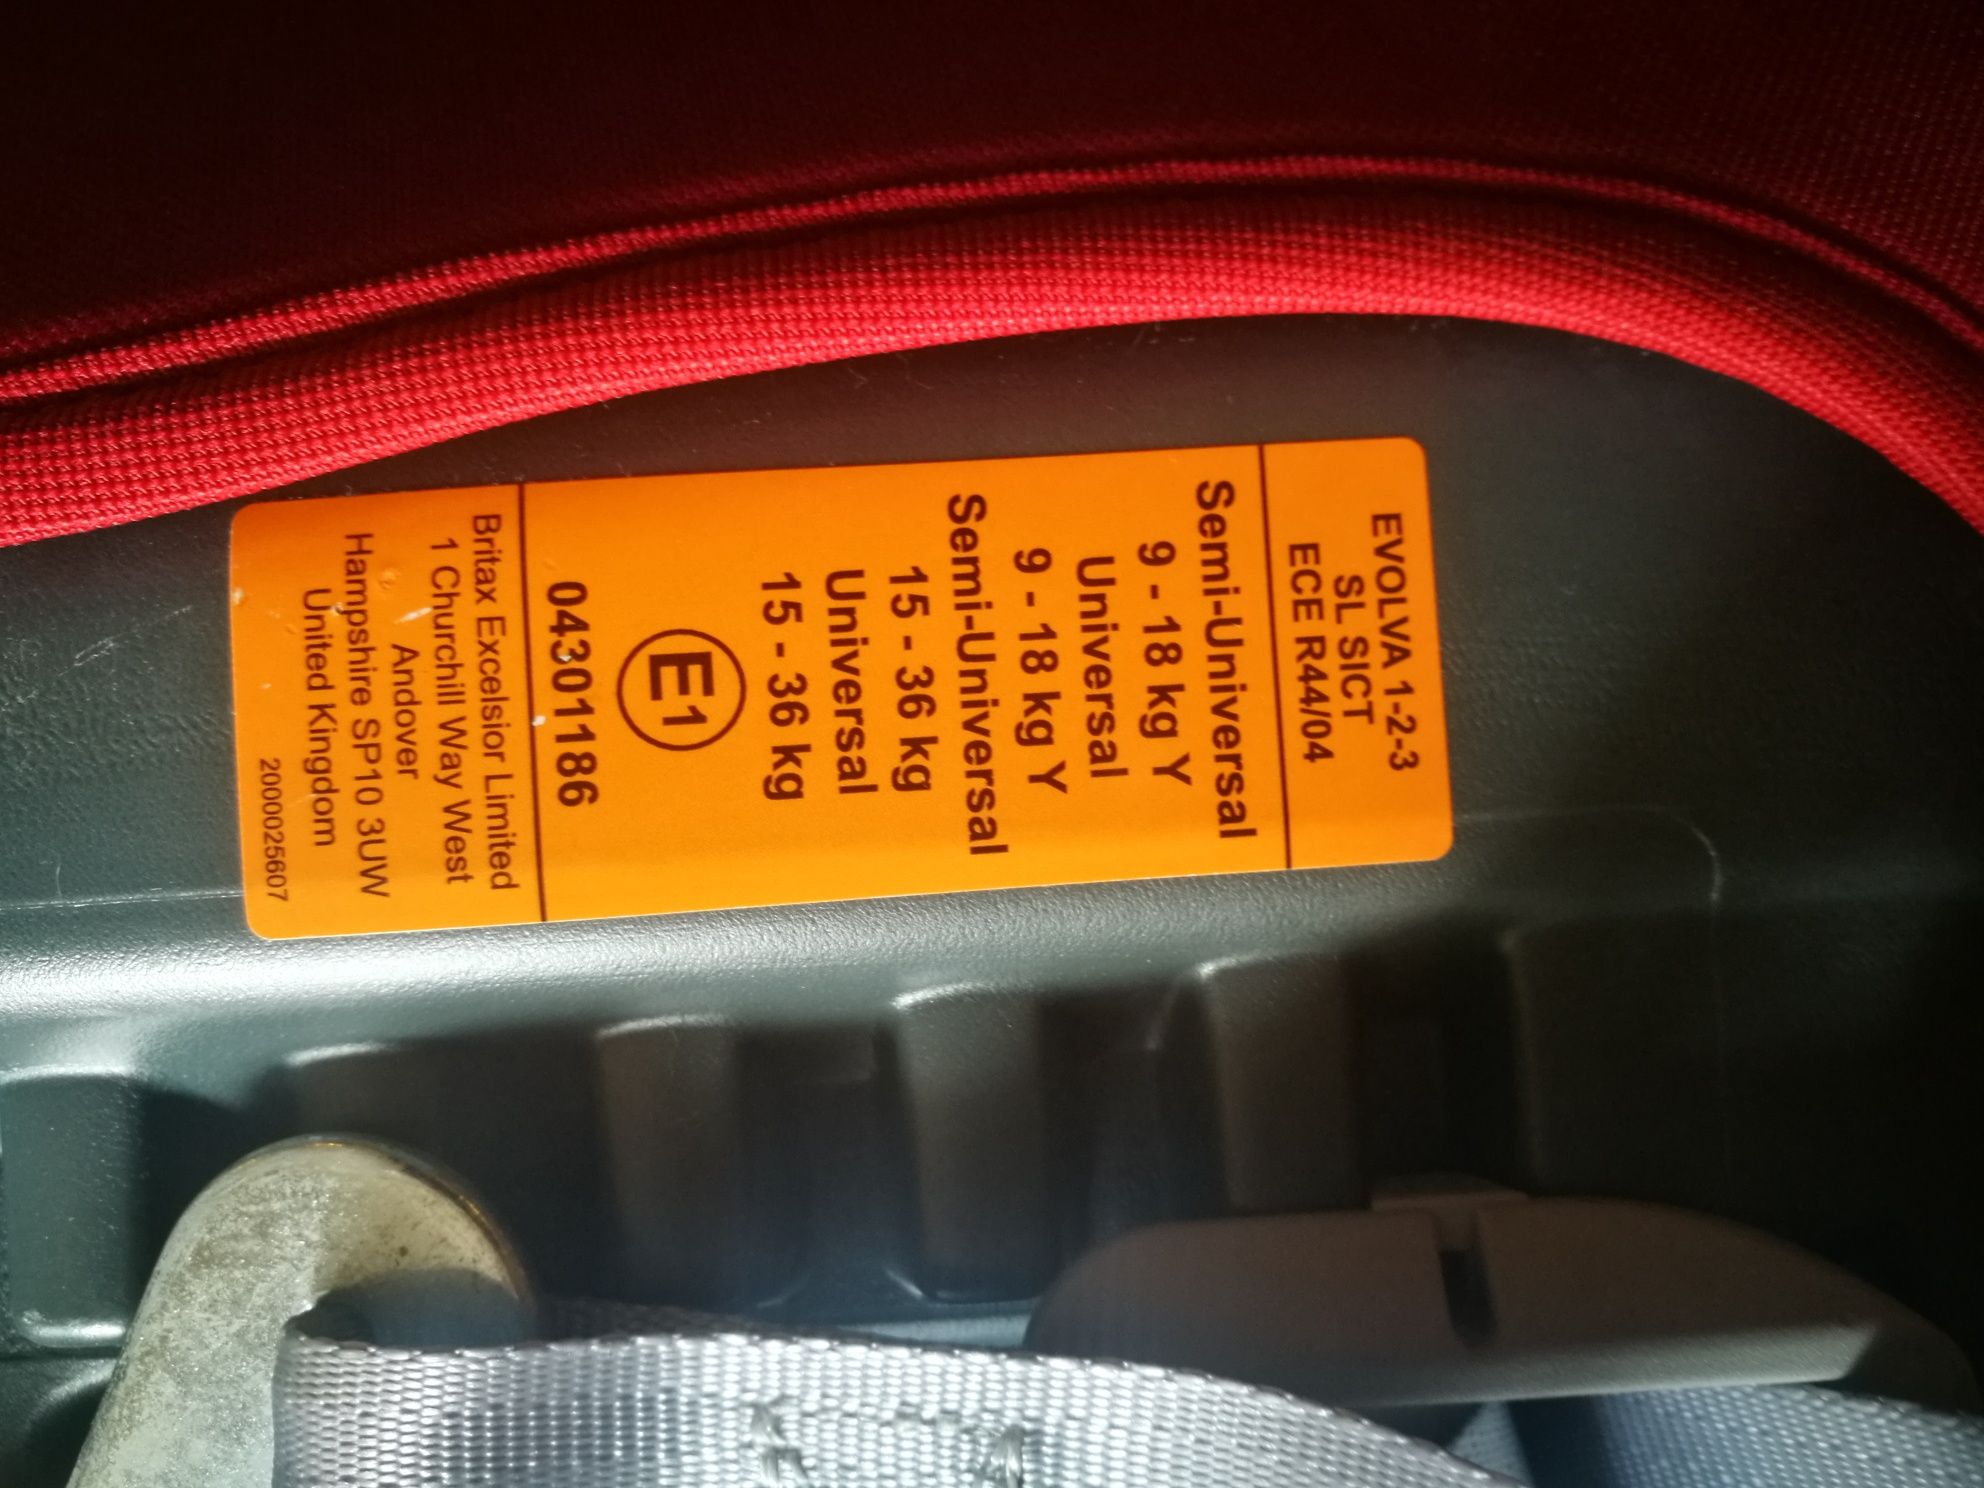 EVOLVA 1-2-3
SL SICT
ECE R44/04
Semi-Universal
9 - 18 kg Y
Universal
9 - 18 kg Y
Semi-Universal
15 - 36 kg
Universal
15 - 36 kg
E1
04301186
Britax Excelsior Limited
1 Churchill Way West
Andover
Hampshire SP10 3UW
United Kingdom
2000025607